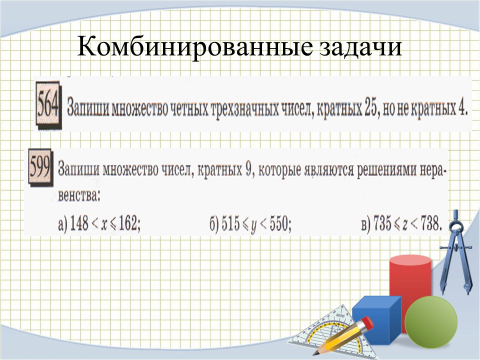 Комбинированные задачи
564 Запиши множество четных трехзначных чисел, кратных 25, но не кратных 4.
599 Запиши множество чисел, кратных 9, которые являются решениями нера-
венства:
а) 148 < x ⩽ 162; б) 515 ⩽ y < 550; в) 735 ⩽ z < 738.